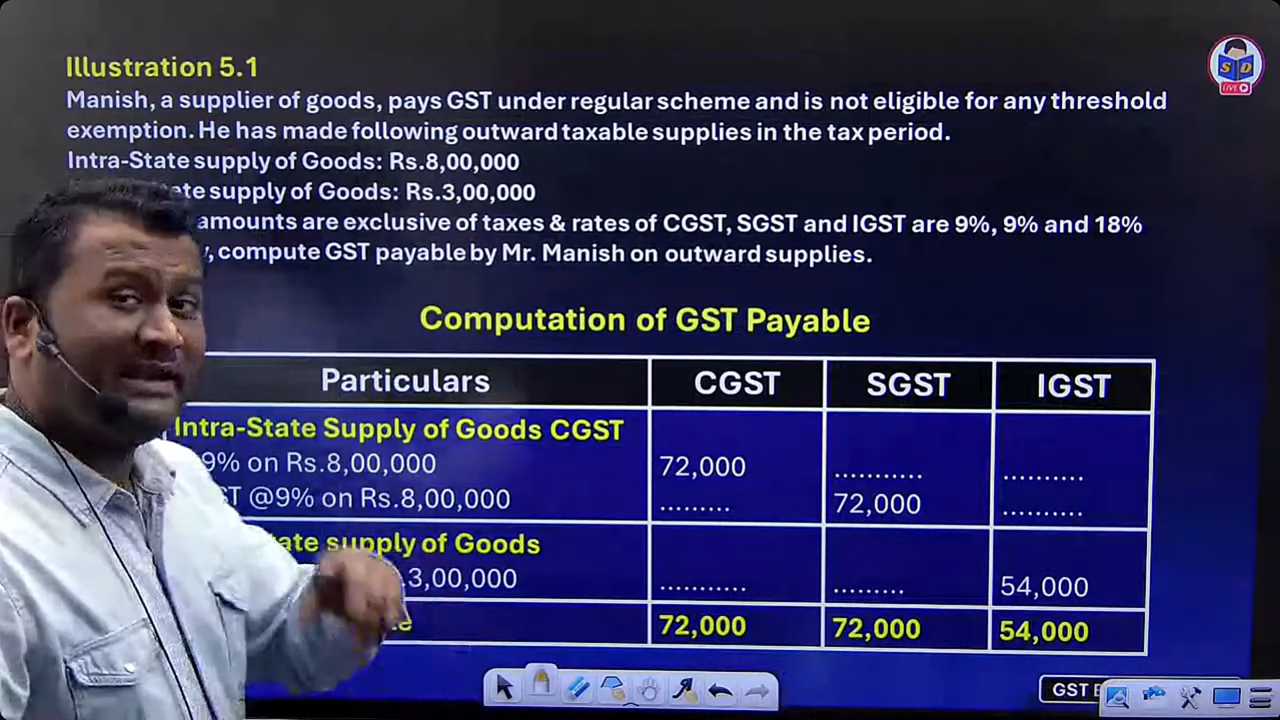 Illustration 5.1
Manish, a supplier of goods, pays GST under regular scheme and is not eligible for any threshold
exemption. He has made following outward taxable supplies in the tax period.
Intra-State supply of Goods: Rs.8,00,000
supply of Goods: Rs.3,00,000
amounts are exclusive of taxes & rates of CGST, SGST and IGST are 9%, 9% and 18%
, compute GST payable by Mr. Manish on outward supplies.
Computation of GST Payable
Particulars CGST SGST IGST
Intra-State Supply of Goods CGST
9% on Rs.8,00,000 72,000 ........... ...........
@9% on Rs.8,00,000 ......... 72,000 ...........
supply of Goods
3,00,000 ........... ......... 54,000
72,000 72,000 54,000
S D
LIVE
GST